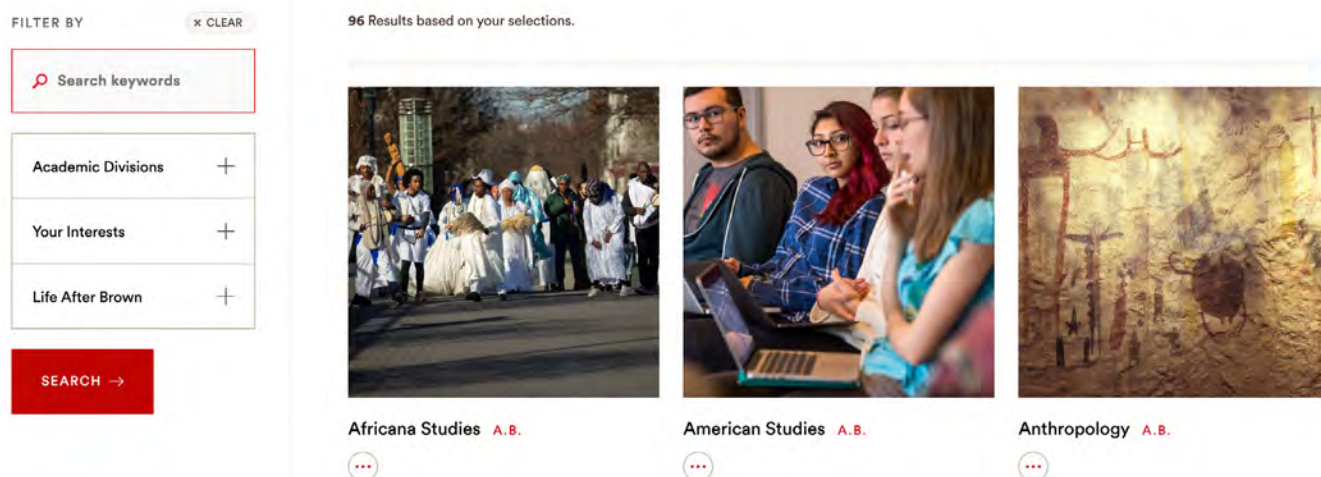 FILTER BY
× CLEAR
Search keywords
Academic Divisions
Your Interests
Life After Brown
SEARCH →
96 Results based on your selections.
Africana Studies A.B.
American Studies A.B.
Anthropology A.B.